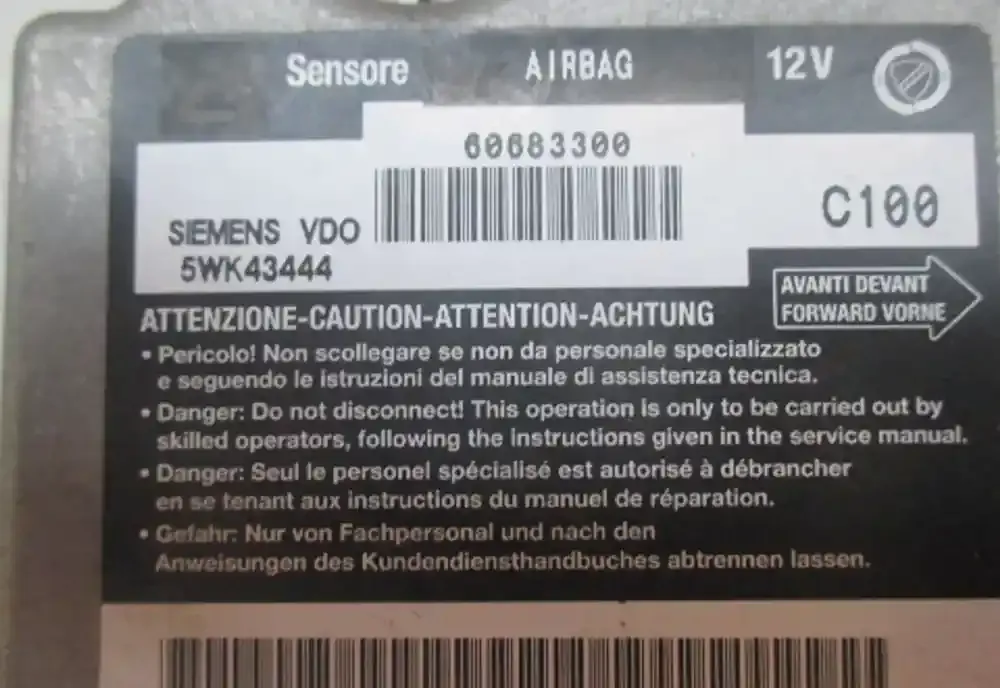 Sensore AIRBAG 12V
60683300
SIEMENS VDO
5WK43444
C100
AVANTI DEVANT
FORWARD VORNE
ATTENZIONE-CAUTION-ATTENTION-ACHTUNG
• Pericolo! Non scollegare se non da personale specializzato
e seguendo le istruzioni del manuale di assistenza tecnica.
• Danger: Do not disconnect! This operation is only to be carried out by
skilled operators, following the instructions given in the service manual.
• Danger: Seul le personel spécialisé est autorisé à débrancher
en se tenant aux instructions du manuel de réparation.
• Gefahr: Nur von Fachpersonal und nach den
Anweisungen des Kundendiensthandbuches abtrennen lassen.